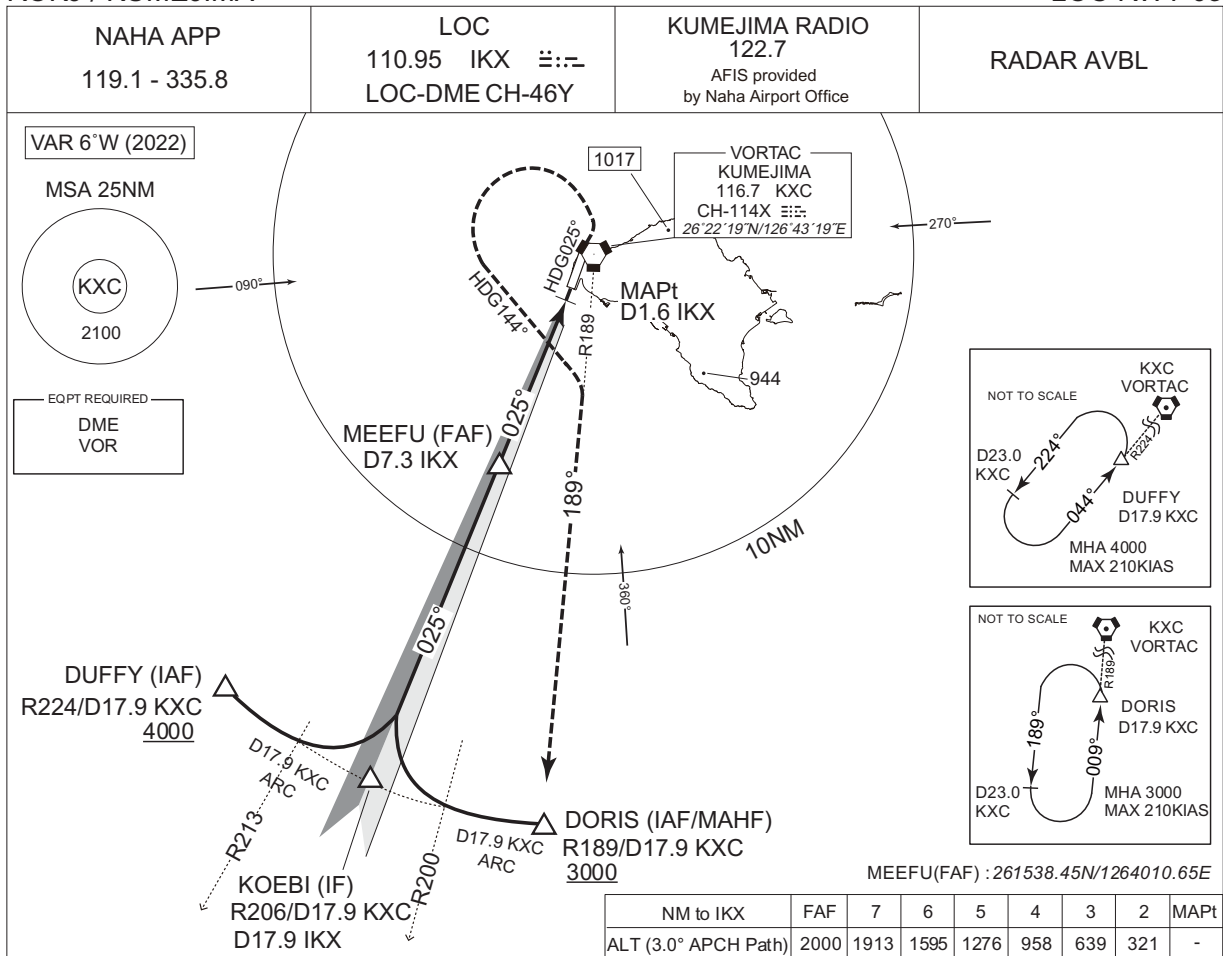 NAHA APP
119.1 - 335.8
LOC
110.95 IKX
LOC-DME CH-46Y
KUMEJIMA RADIO
122.7
AFIS provided
by Naha Airport Office
RADAR AVBL
VAR 6˚W (2022)
MSA 25NM
KXC
2100
EQPT REQUIRED
DME
VOR
090°
270°
360°
1017
VORTAC
KUMEJIMA
116.7 KXC
CH-114X
26˚22´19˝N/126˚43´19˝E
HDG025°
HDG144°
MAPt
D1.6 IKX
R189
944
MEEFU (FAF)
D7.3 IKX
025°
189°
10NM
025°
DUFFY (IAF)
R224/D17.9 KXC
4000
D17.9 KXC
ARC
R213
D17.9 KXC
ARC
R200
DORIS (IAF/MAHF)
R189/D17.9 KXC
3000
KOEBI (IF)
R206/D17.9 KXC
D17.9 IKX
NOT TO SCALE
KXC
VORTAC
R224
D23.0
KXC
224°
044°
DUFFY
D17.9 KXC
MHA 4000
MAX 210KIAS
NOT TO SCALE
KXC
VORTAC
R189
DORIS
D17.9 KXC
189°
009°
D23.0
KXC
MHA 3000
MAX 210KIAS
MEEFU(FAF) : 261538.45N/1264010.65E
NM to IKX FAF 7 6 5 4 3 2 MAPt
ALT (3.0° APCH Path) 2000 1913 1595 1276 958 639 321 -